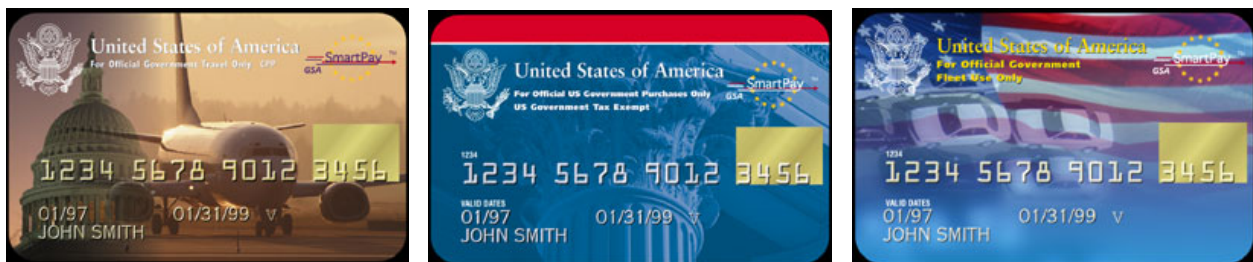 United States of America
For Official Government Travel Only - CPP
GSA SmartPay™
1234 5678 9012 3456
01/97 01/31/99 V
JOHN SMITH
United States of America
For Official US Government Purchases Only
US Government Tax Exempt
GSA SmartPay™
1234
1234 5678 9012 3456
VALID DATES
01/97 01/31/99 V
JOHN SMITH
United States of America
For Official Government
Fleet Use Only
GSA SmartPay™
1234
1234 5678 9012 3456
VALID DATES
01/97 01/31/99 V
JOHN SMITH